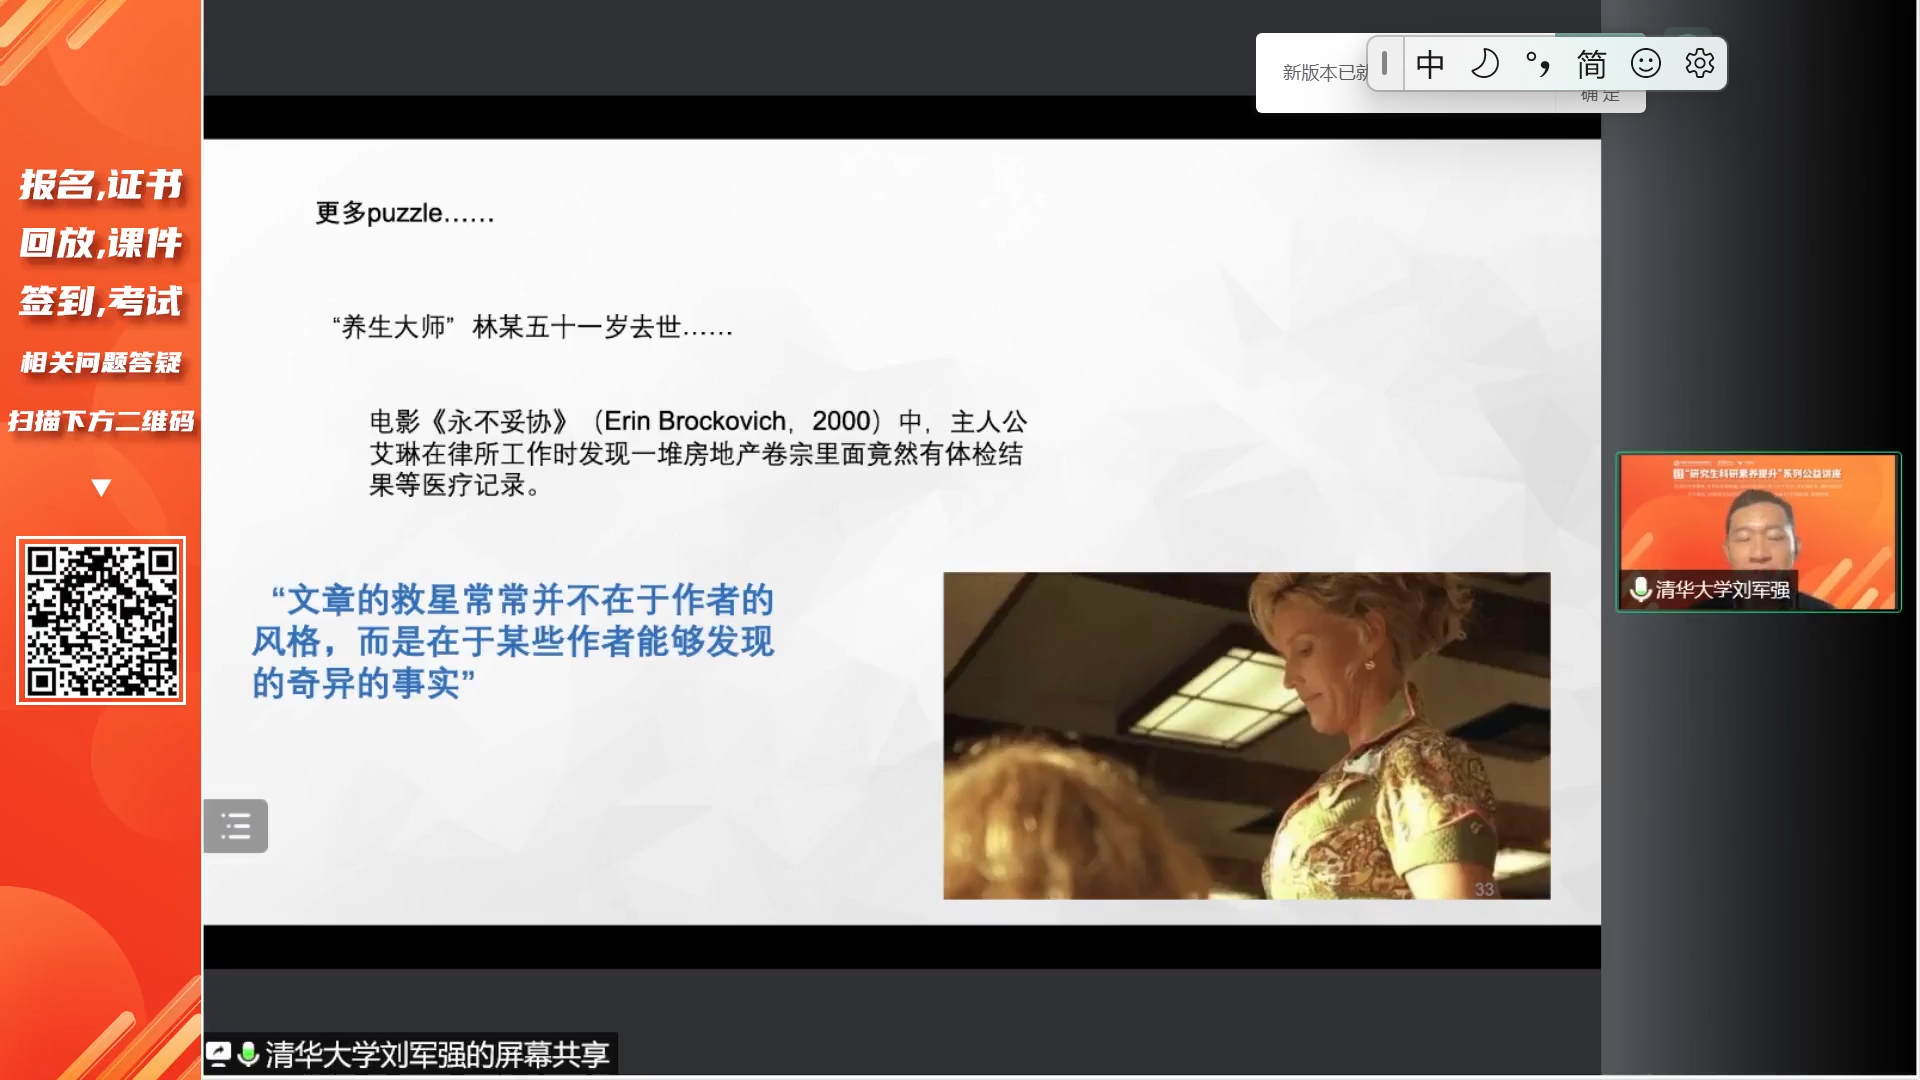 报名,证书
回放,课件
签到,考试
相关问题答疑
扫描下方二维码
新版本已就
中
简
确定
更多puzzle……
“养生大师” 林某五十一岁去世……
电影《永不妥协》（Erin Brockovich，2000）中，主人公
艾琳在律所工作时发现一堆房地产卷宗里面竟然有体检结
果等医疗记录。
“文章的救星常常并不在于作者的
风格，而是在于某些作者能够发现
的奇异的事实”
33
“研究生科研素养提升”系列公益讲座
清华大学刘军强
清华大学刘军强的屏幕共享